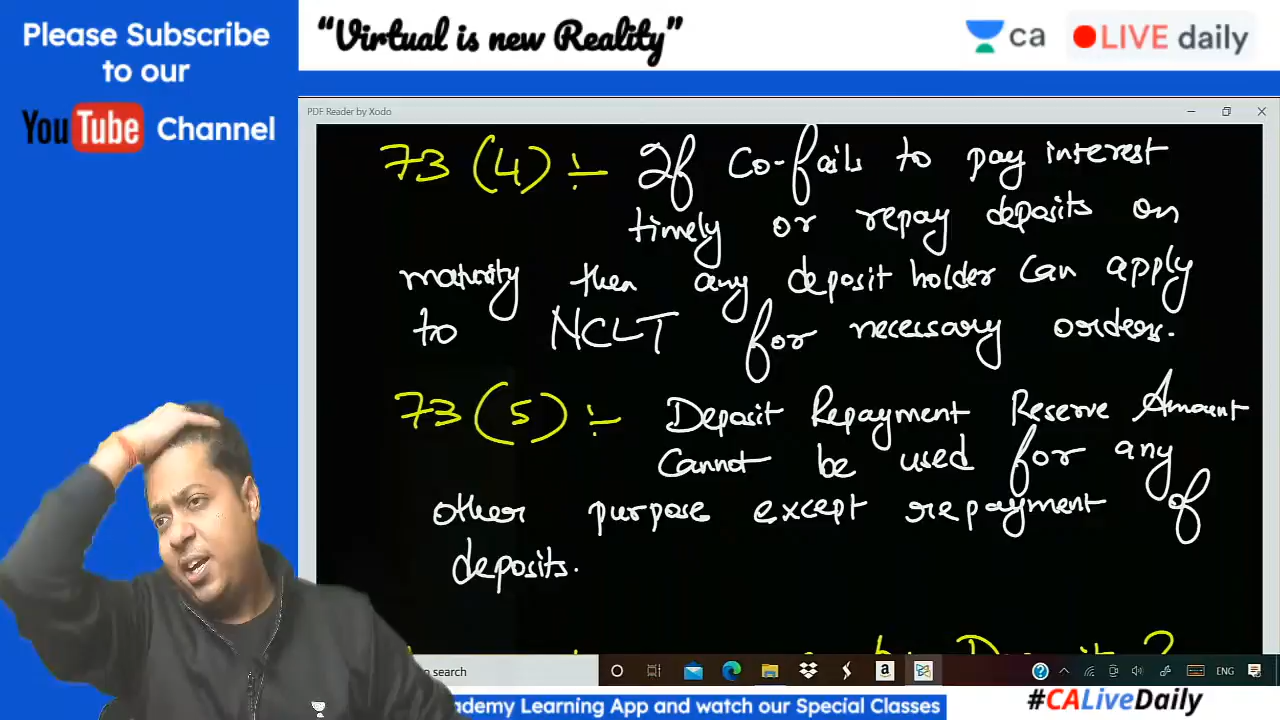 Please Subscribe
to our
YouTube Channel
“Virtual is new Reality”
ca
LIVE daily
PDF Reader by Xodo
73 (4) :- If Co-fails to pay interest
timely or repay deposits on
maturity then any deposit holder can apply
to NCLT for necessary orders.
73 (5) :- Deposit Repayment Reserve Amount
Cannot be used for any
other purpose except repayment of
deposits.
by Deposit?
to search
ENG
ademy Learning App and watch our Special Classes
#CALiveDaily